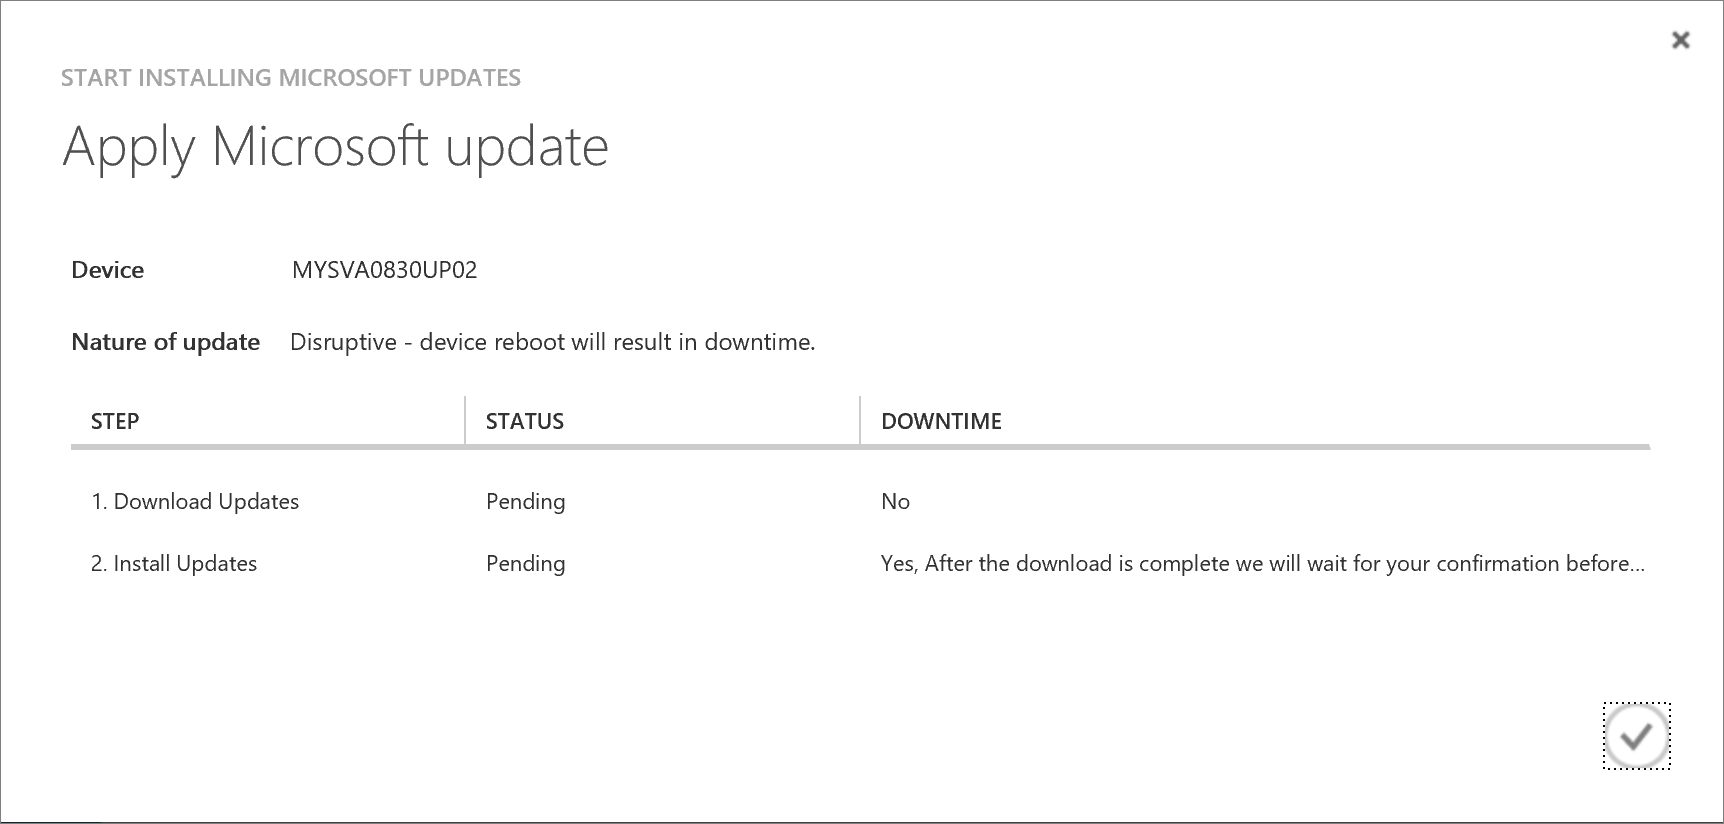 START INSTALLING MICROSOFT UPDATES
Apply Microsoft update
Device MYSVA0830UP02
Nature of update Disruptive - device reboot will result in downtime.
STEP STATUS DOWNTIME
1. Download Updates Pending No
2. Install Updates Pending Yes, After the download is complete we will wait for your confirmation before...